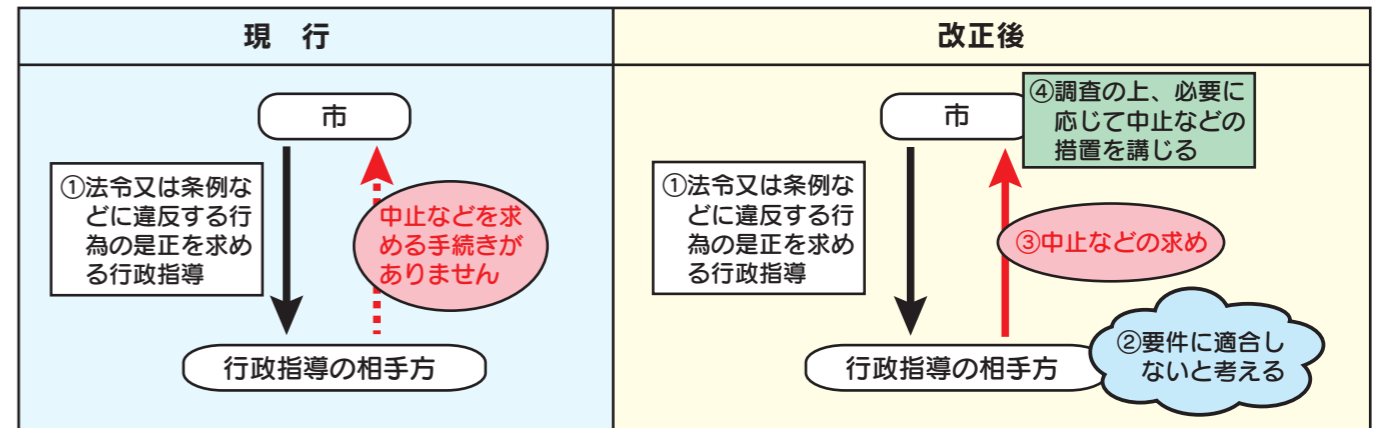 現　行
市
①法令又は条例な
どに違反する行
為の是正を求め
る行政指導
中止などを求
める手続きが
ありません
行政指導の相手方
改正後
市
④調査の上、必要に
応じて中止などの
措置を講じる
①法令又は条例な
どに違反する行
為の是正を求め
る行政指導
③中止などの求め
②要件に適合し
ないと考える
行政指導の相手方